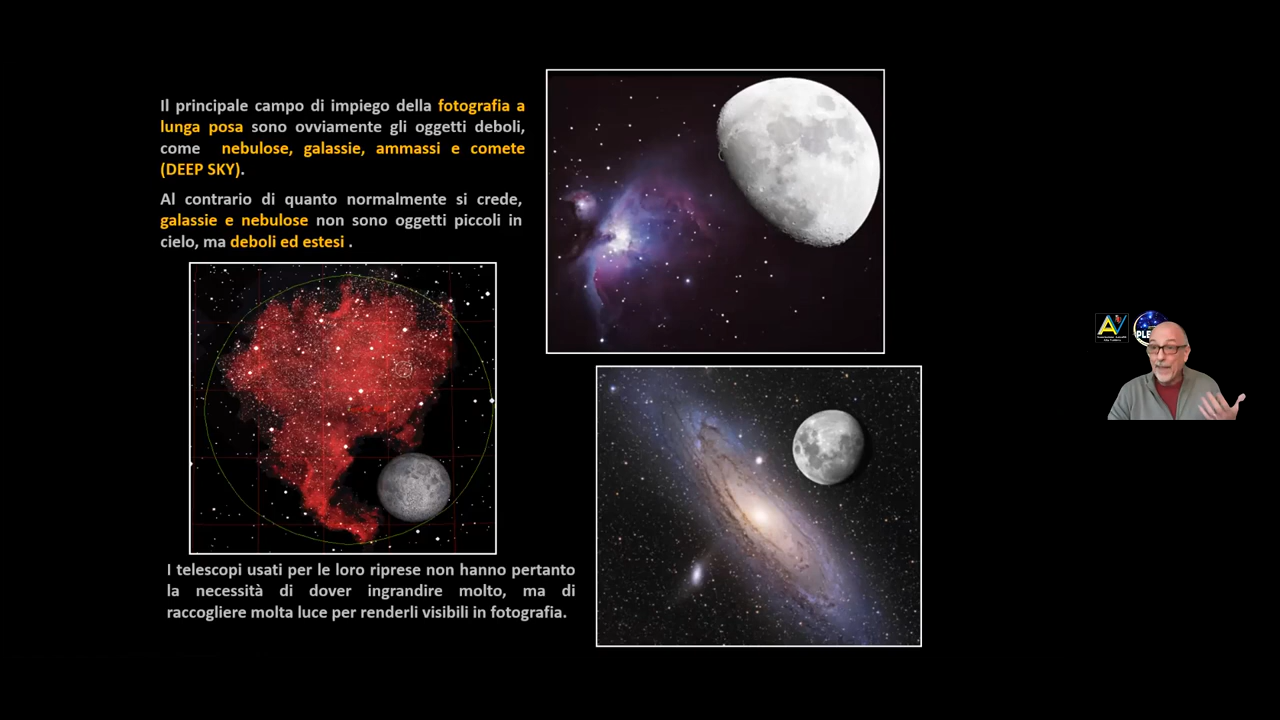 Il principale campo di impiego della fotografia a
lunga posa sono ovviamente gli oggetti deboli,
come nebulose, galassie, ammassi e comete
(DEEP SKY).
Al contrario di quanto normalmente si crede,
galassie e nebulose non sono oggetti piccoli in
cielo, ma deboli ed estesi .
I telescopi usati per le loro riprese non hanno pertanto
la necessità di dover ingrandire molto, ma di
raccogliere molta luce per renderli visibili in fotografia.
AV
PLE